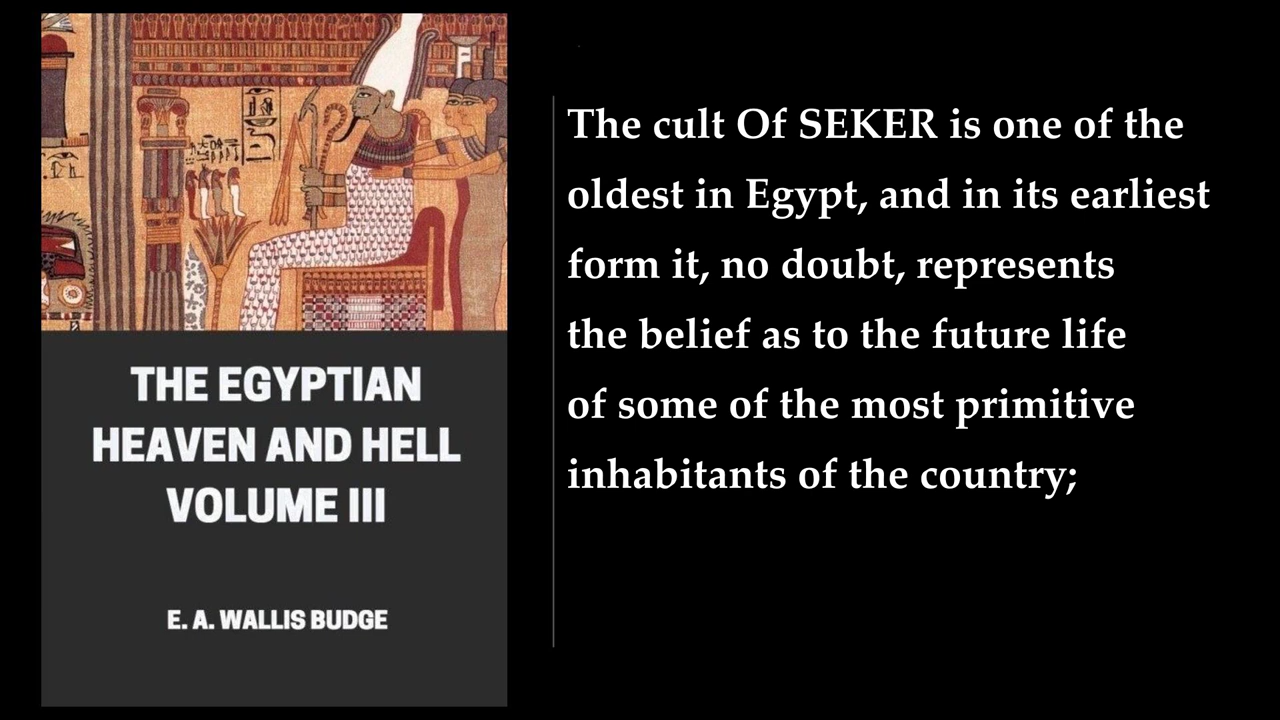 THE EGYPTIAN
HEAVEN AND HELL
VOLUME III
E. A. WALLIS BUDGE
The cult Of SEKER is one of the
oldest in Egypt, and in its earliest
form it, no doubt, represents
the belief as to the future life
of some of the most primitive
inhabitants of the country;